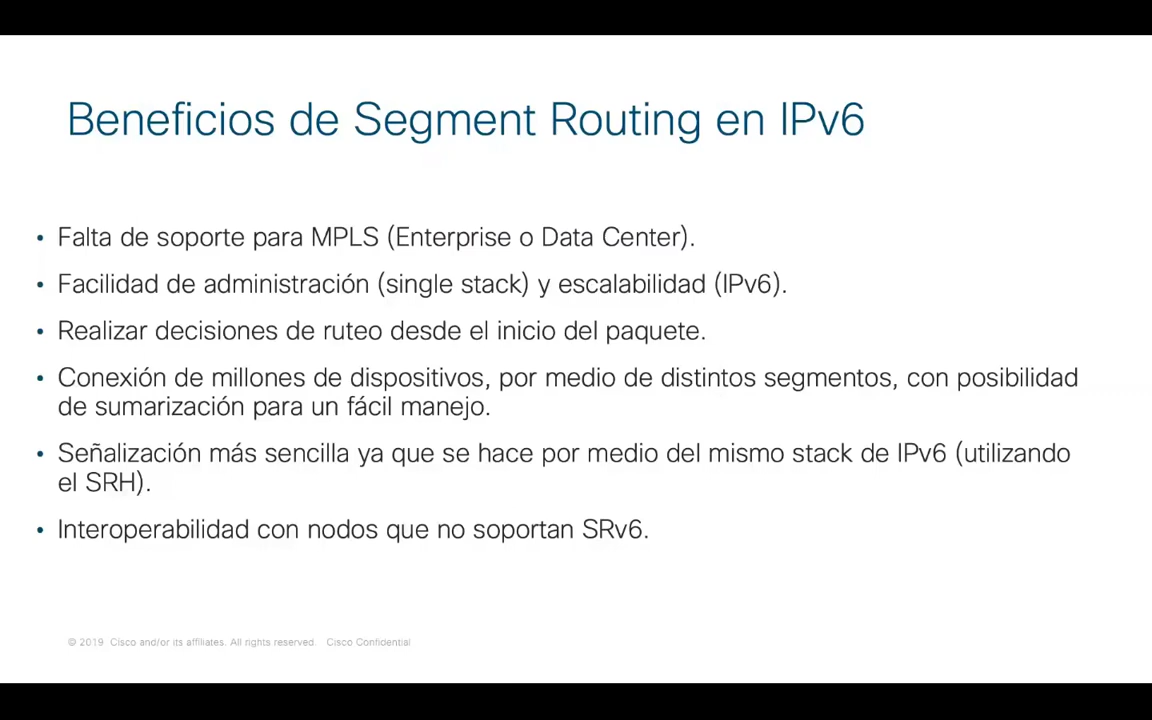 Beneficios de Segment Routing en IPv6
• Falta de soporte para MPLS (Enterprise o Data Center).
• Facilidad de administración (single stack) y escalabilidad (IPv6).
• Realizar decisiones de ruteo desde el inicio del paquete.
• Conexión de millones de dispositivos, por medio de distintos segmentos, con posibilidad
de sumarización para un fácil manejo.
• Señalización más sencilla ya que se hace por medio del mismo stack de IPv6 (utilizando
el SRH).
• Interoperabilidad con nodos que no soportan SRv6.
© 2019 Cisco and/or its affiliates. All rights reserved. Cisco Confidential